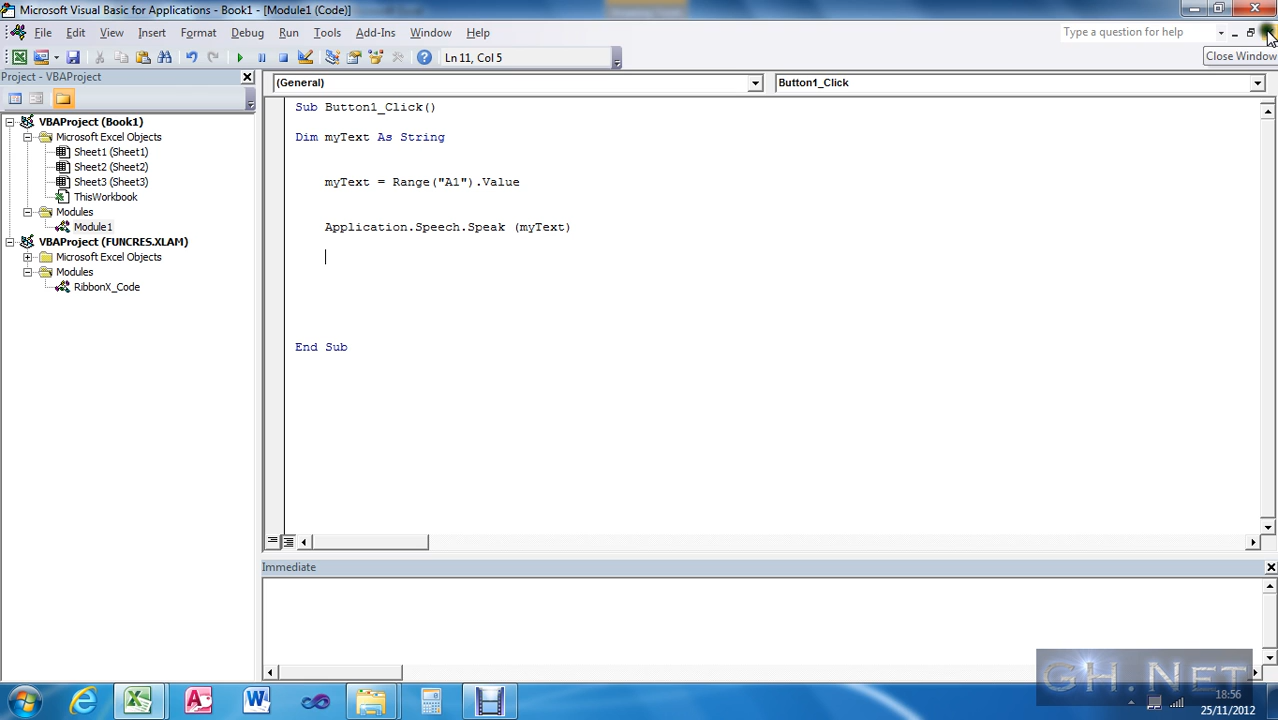 Microsoft Visual Basic for Applications - Book1 - [Module1 (Code)]
File Edit View Insert Format Debug Run Tools Add-Ins Window Help
Type a question for help
Ln 11, Col 5
Close Window
Project - VBAProject
(General)
Button1_Click
VBAProject (Book1)
Microsoft Excel Objects
Sheet1 (Sheet1)
Sheet2 (Sheet2)
Sheet3 (Sheet3)
ThisWorkbook
Modules
Module1
VBAProject (FUNCRES.XLAM)
Microsoft Excel Objects
Modules
RibbonX_Code
Sub Button1_Click()
Dim myText As String
myText = Range("A1").Value
Application.Speech.Speak (myText)
End Sub
Immediate
GH.Net
18:56
25/11/2012